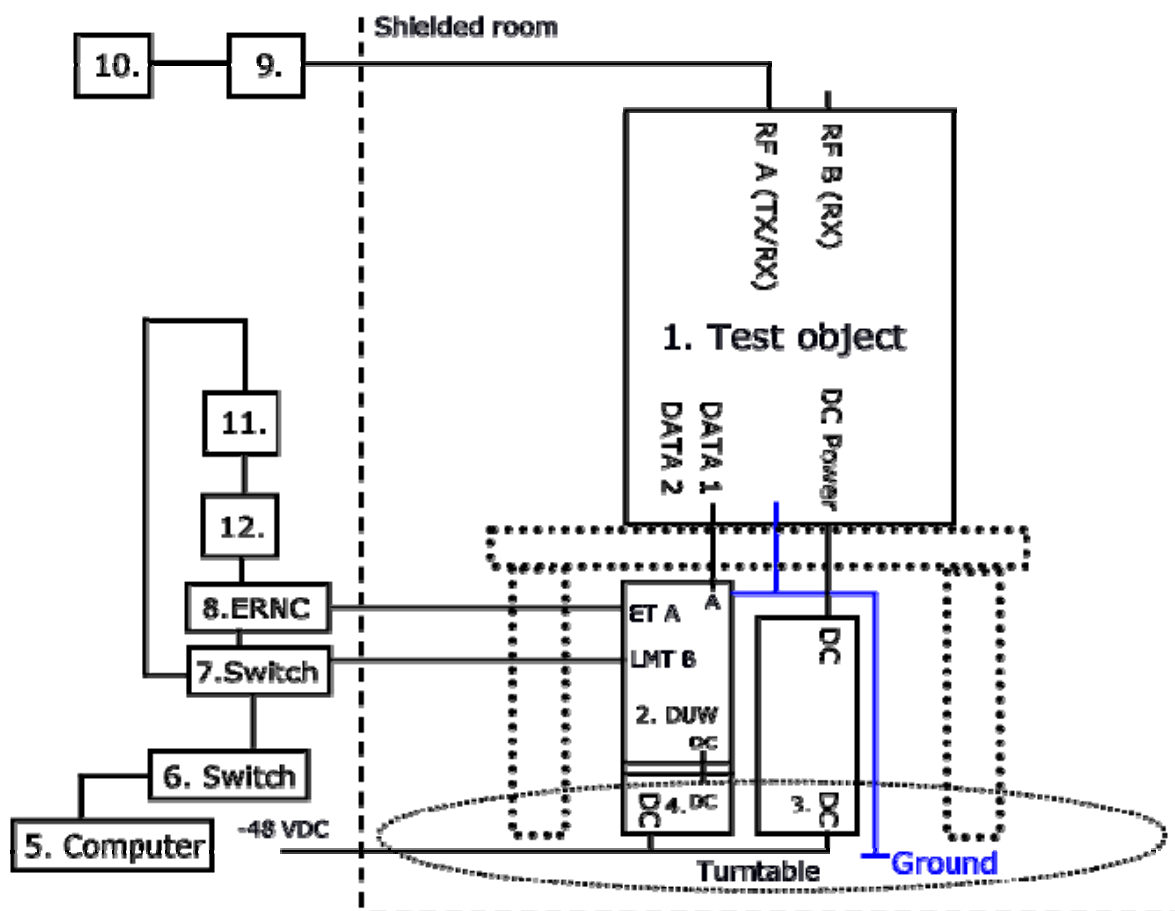 Shielded room
10.
9.
RF A (TX/RX)
RF B (RX)
1. Test object
DATA 2
DATA 1
DC Power
11.
12.
8.ERNC
7.Switch
6. Switch
5. Computer
-48 VDC
ET A
A
LMT B
2. DUW
DC
DC
4. DC
DC
3. DC
Turntable
Ground